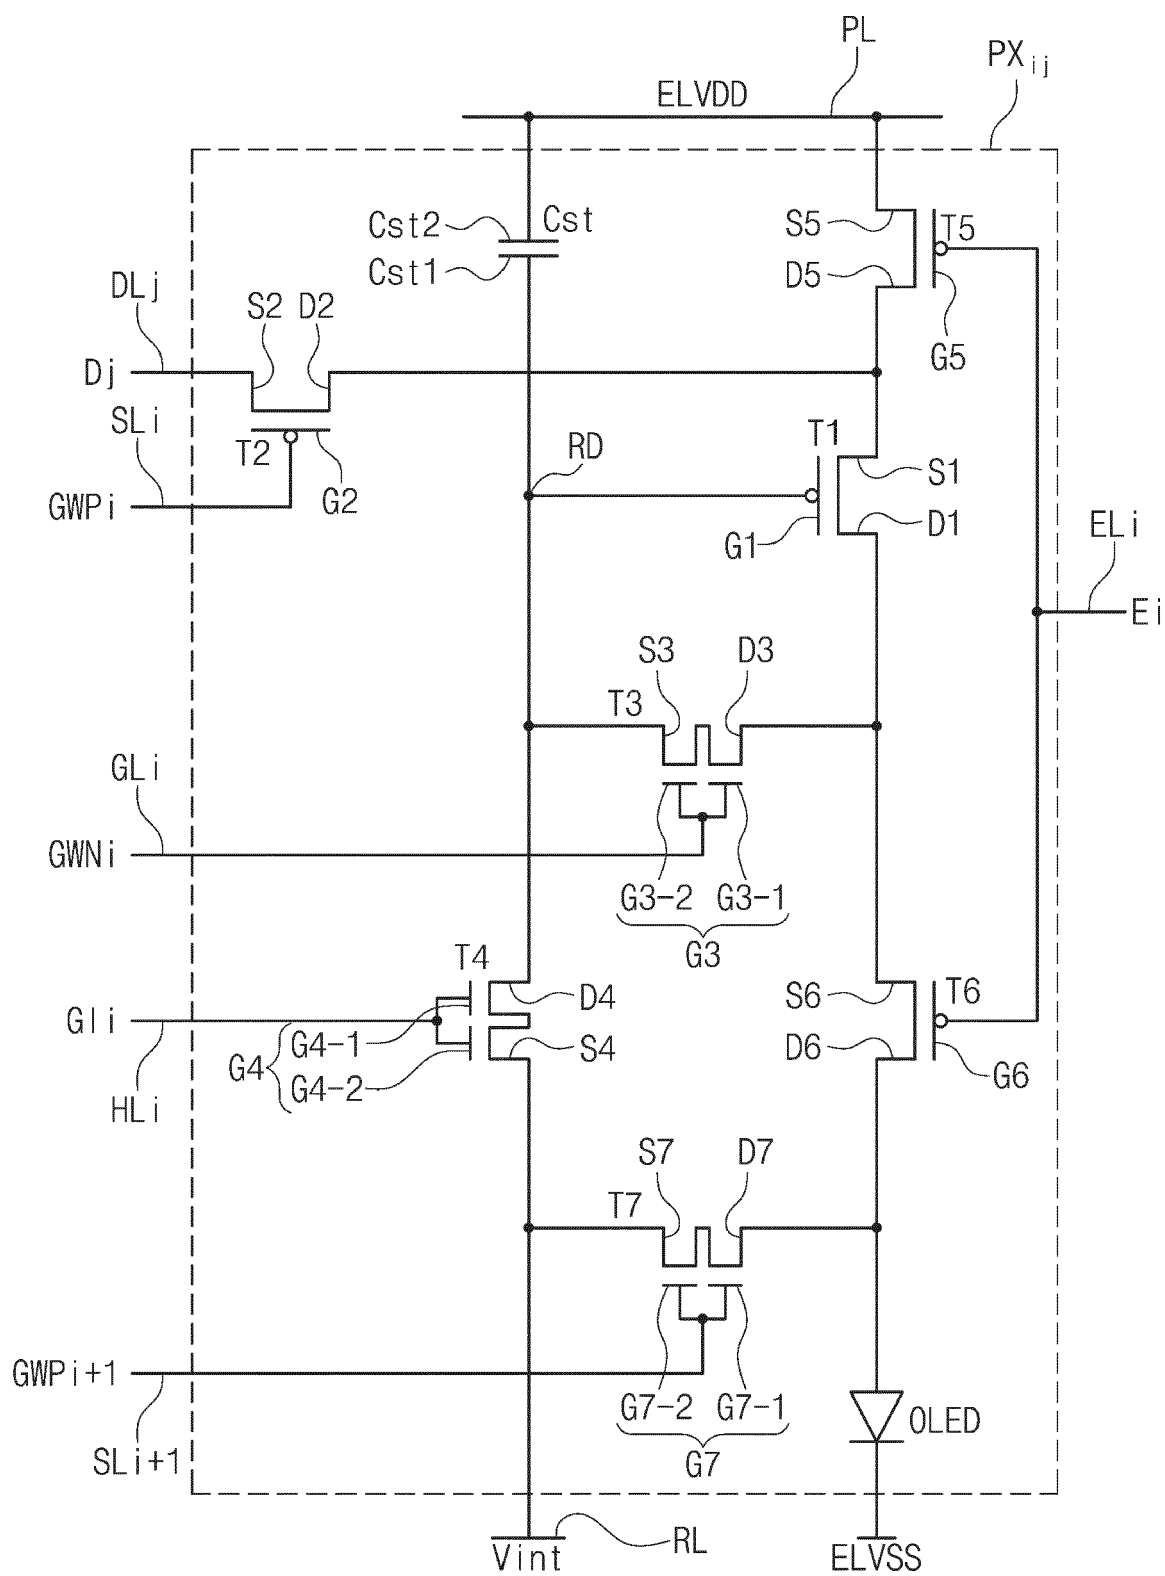 PL
PXij
ELVDD
Cst2
Cst
S5
T5
Cst1
D5
DLj
S2
D2
G5
Dj
SLi
T2
RD
T1
S1
GWPi
G2
G1
D1
ELi
Ei
S3
D3
T3
GLi
GWNi
G3-2
G3-1
G3
T4
D4
S6
T6
GIi
G4-1
S4
D6
G4
G4-2
G6
HLi
S7
D7
T7
GWPi+1
G7-2
G7-1
OLED
SLi+1
G7
Vint
RL
ELVSS